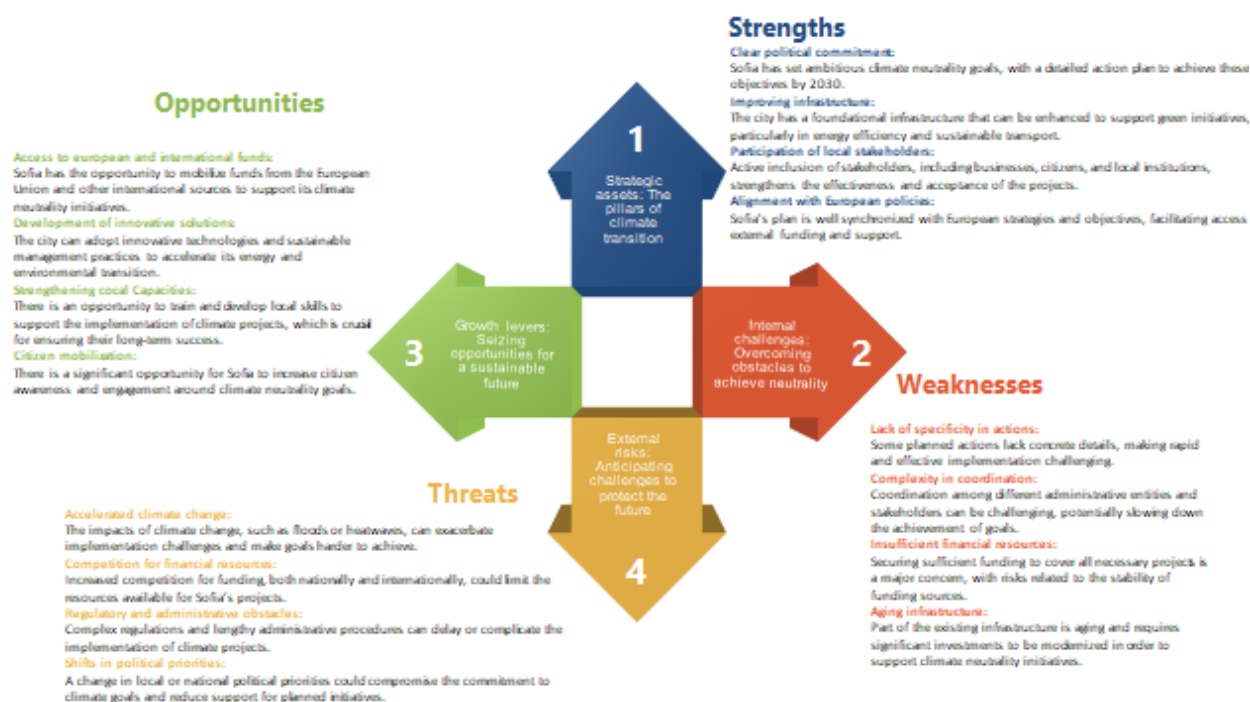 Strengths
Clear political commitment:
Sofia has set ambitious climate neutrality goals, with a detailed action plan to achieve these
objectives by 2030.
Improving infrastructure:
The city has a foundational infrastructure that can be enhanced to support green initiatives,
particularly in energy efficiency and sustainable transport.
Participation of local stakeholders:
Active inclusion of stakeholders, including businesses, citizens, and local institutions,
strengthens the effectiveness and acceptance of the projects.
Alignment with European policies:
Sofia's plan is well synchronized with European strategies and objectives, facilitating access
external funding and support.
1
Strategic
assets: The
pillars of
climate
transition
Opportunities
Access to european and international funds:
Sofia has the opportunity to mobilize funds from the European
Union and other international sources to support its climate
neutrality initiatives.
Development of innovative solutions:
The city can adopt innovative technologies and sustainable
management practices to accelerate its energy and
environmental transition.
Strengthening cocal Capacities:
There is an opportunity to train and develop local skills to
support the implementation of climate projects, which is crucial
for ensuring their long-term success.
Citizen mobilization:
There is a significant opportunity for Sofia to increase citizen
awareness and engagement around climate neutrality goals.
3
Growth levers:
Seizing
opportunities for
a sustainable
future
Internal
challenges:
Overcoming
obstacles to
achieve neutrality
2
Weaknesses
Lack of specificity in actions:
Some planned actions lack concrete details, making rapid
and effective implementation challenging.
Complexity in coordination:
Coordination among different administrative entities and
stakeholders can be challenging, potentially slowing down
the achievement of goals.
Insufficient financial resources:
Securing sufficient funding to cover all necessary projects is
a major concern, with risks related to the stability of
funding sources.
Aging infrastructure:
Part of the existing infrastructure is aging and requires
significant investments to be modernized in order to
support climate neutrality initiatives.
External
risks:
Anticipating
challenges to
protect the
future
4
Threats
Accelerated climate change:
The impacts of climate change, such as floods or heatwaves, can exacerbate
implementation challenges and make goals harder to achieve.
Competition for financial resources:
Increased competition for funding, both nationally and internationally, could limit the
resources available for Sofia's projects.
Regulatory and administrative obstacles:
Complex regulations and lengthy administrative procedures can delay or complicate the
implementation of climate projects.
Shifts in political priorities:
A change in local or national political priorities could compromise the commitment to
climate goals and reduce support for planned initiatives.